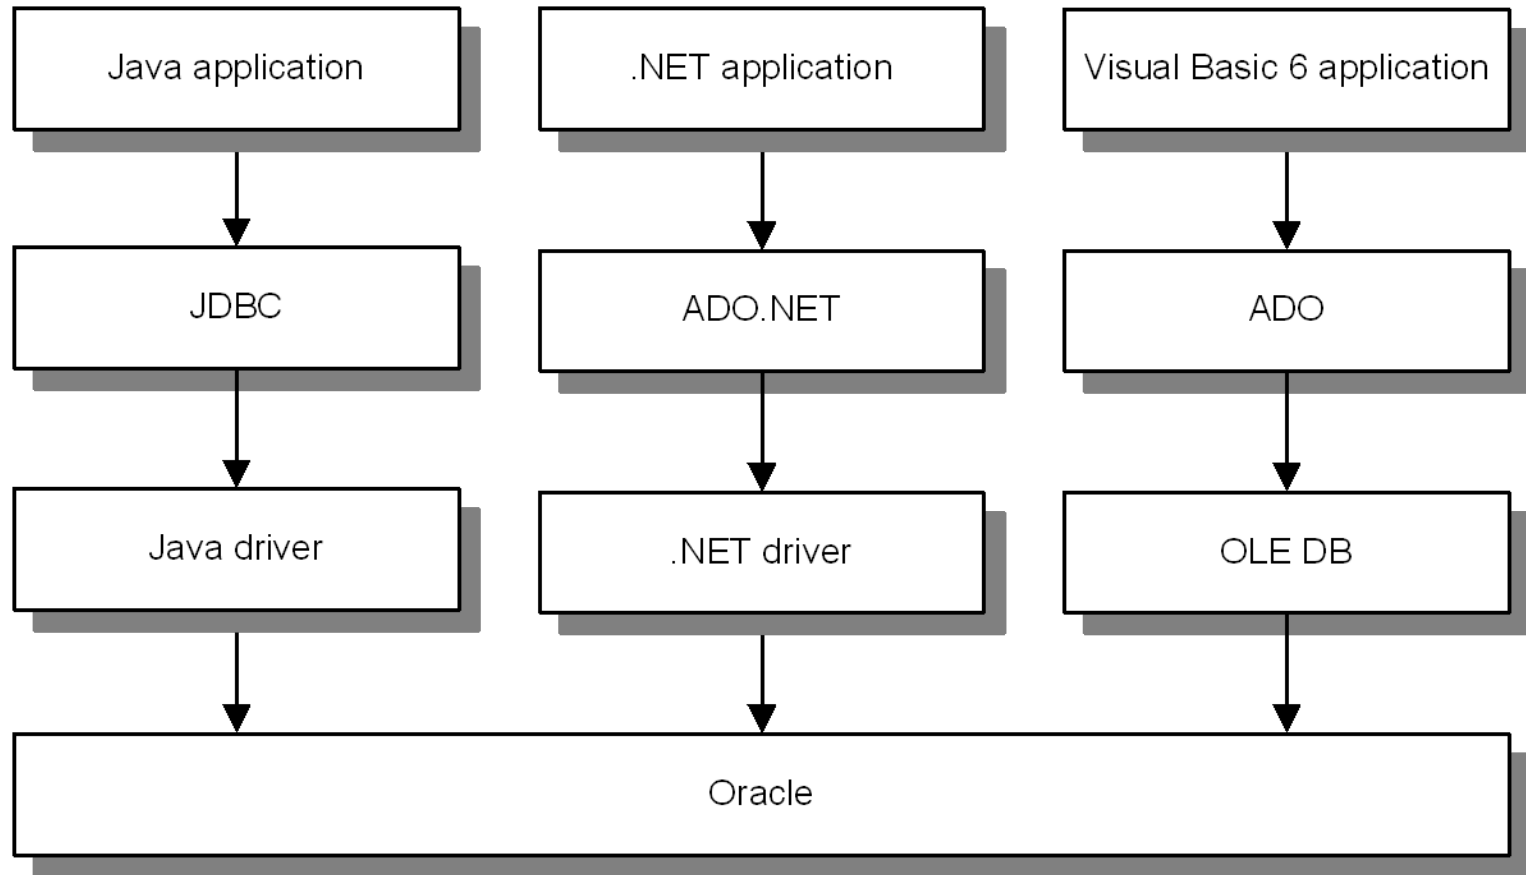 Java application
.NET application
Visual Basic 6 application
JDBC
ADO.NET
ADO
Java driver
.NET driver
OLE DB
Oracle